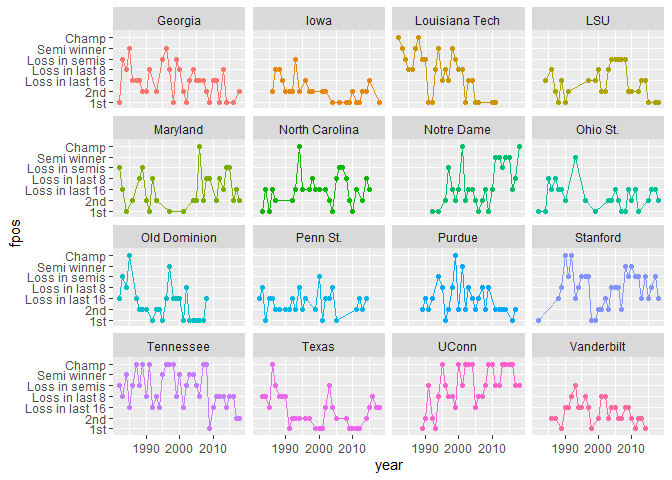 Georgia Iowa Louisiana Tech LSU
Champ
Semi winner
Loss in semis
Loss in last 8
Loss in last 16
2nd
1st
Maryland North Carolina Notre Dame Ohio St.
Champ
Semi winner
Loss in semis
Loss in last 8
Loss in last 16
2nd
1st
fpos
Old Dominion Penn St. Purdue Stanford
Champ
Semi winner
Loss in semis
Loss in last 8
Loss in last 16
2nd
1st
Tennessee Texas UConn Vanderbilt
Champ
Semi winner
Loss in semis
Loss in last 8
Loss in last 16
2nd
1st
1990 2000 2010 1990 2000 2010 1990 2000 2010 1990 2000 2010
year